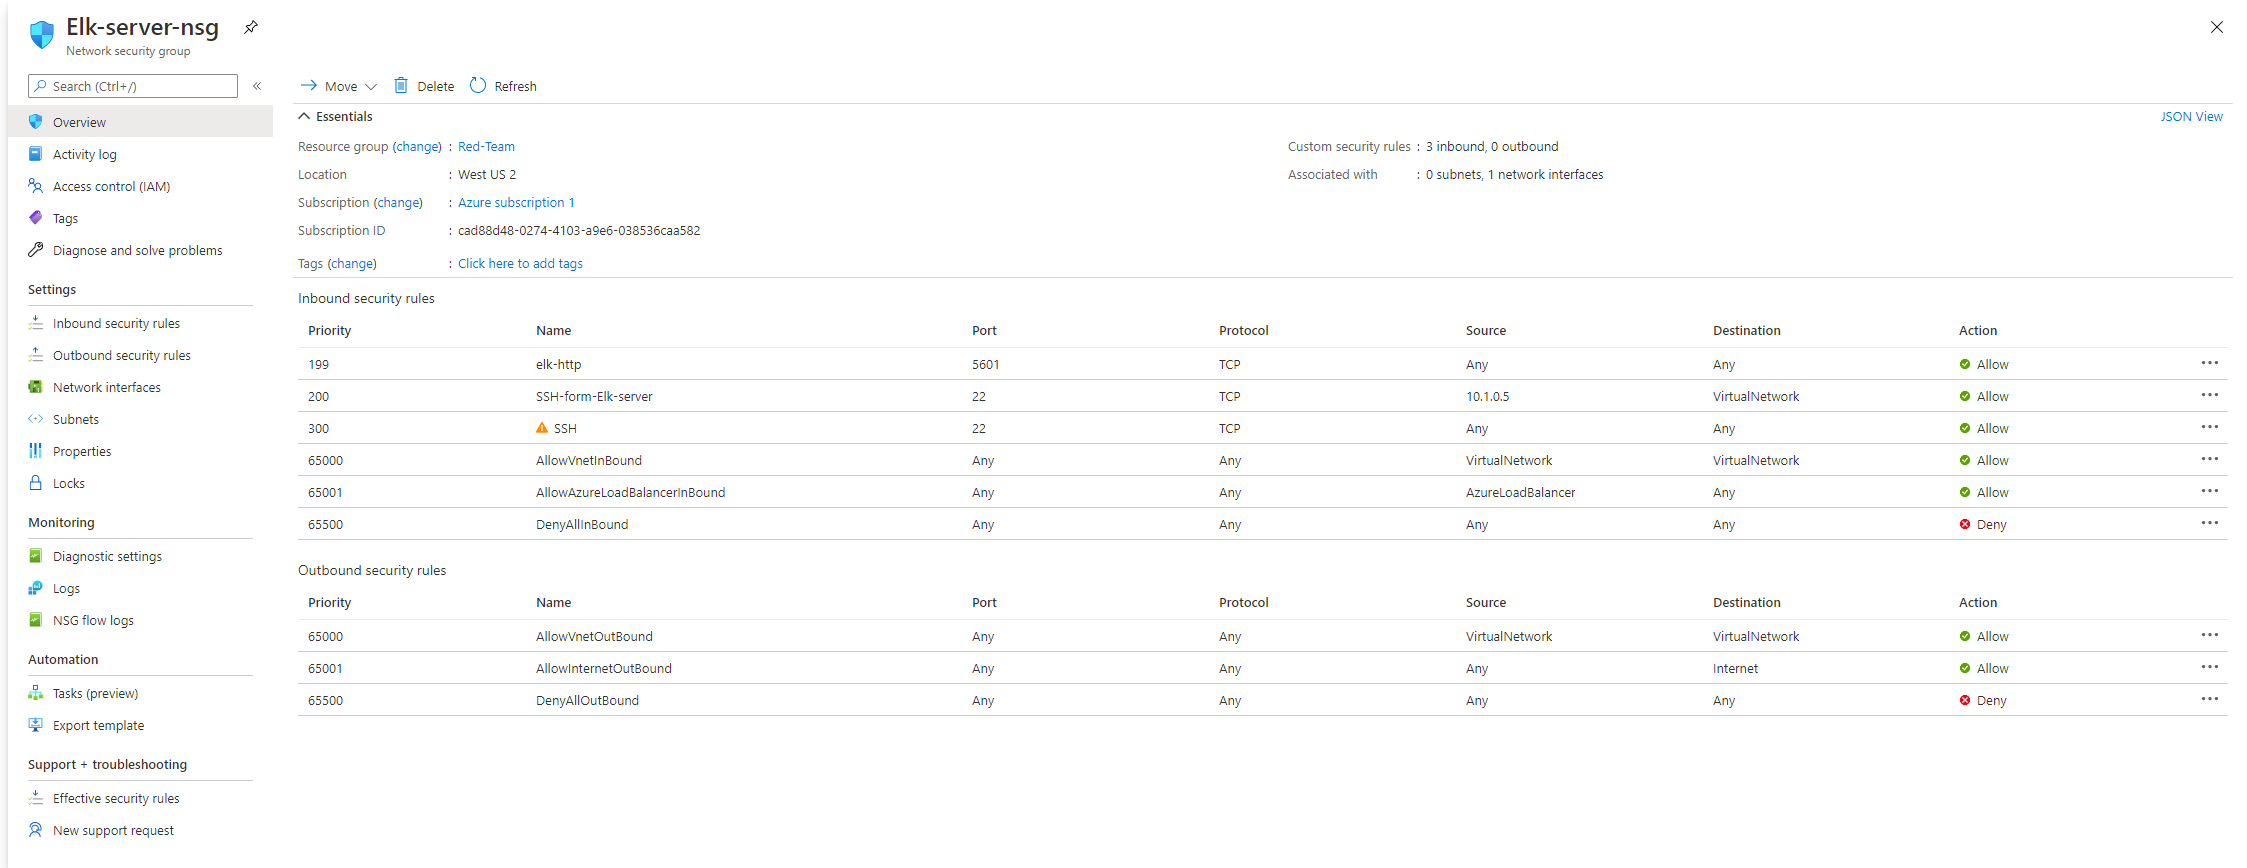 Elk-server-nsg
Network security group
Search (Ctrl+/)
«
Move
Delete
Refresh
Overview
Activity log
Access control (IAM)
Tags
Diagnose and solve problems
Settings
Inbound security rules
Outbound security rules
Network interfaces
Subnets
Properties
Locks
Monitoring
Diagnostic settings
Logs
NSG flow logs
Automation
Tasks (preview)
Export template
Support + troubleshooting
Effective security rules
New support request
Essentials
JSON View
Resource group (change) : Red-Team
Location : West US 2
Subscription (change) : Azure subscription 1
Subscription ID : cad88d48-0274-4103-a9e6-038536caa582
Tags (change) : Click here to add tags
Custom security rules : 3 inbound, 0 outbound
Associated with : 0 subnets, 1 network interfaces
Inbound security rules
Priority Name Port Protocol Source Destination Action
199 elk-http 5601 TCP Any Any Allow
200 SSH-form-Elk-server 22 TCP 10.1.0.5 VirtualNetwork Allow
300 SSH 22 TCP Any Any Allow
65000 AllowVnetInBound Any Any VirtualNetwork VirtualNetwork Allow
65001 AllowAzureLoadBalancerInBound Any Any AzureLoadBalancer Any Allow
65500 DenyAllInBound Any Any Any Any Deny
Outbound security rules
Priority Name Port Protocol Source Destination Action
65000 AllowVnetOutBound Any Any VirtualNetwork VirtualNetwork Allow
65001 AllowInternetOutBound Any Any Any Internet Allow
65500 DenyAllOutBound Any Any Any Any Deny